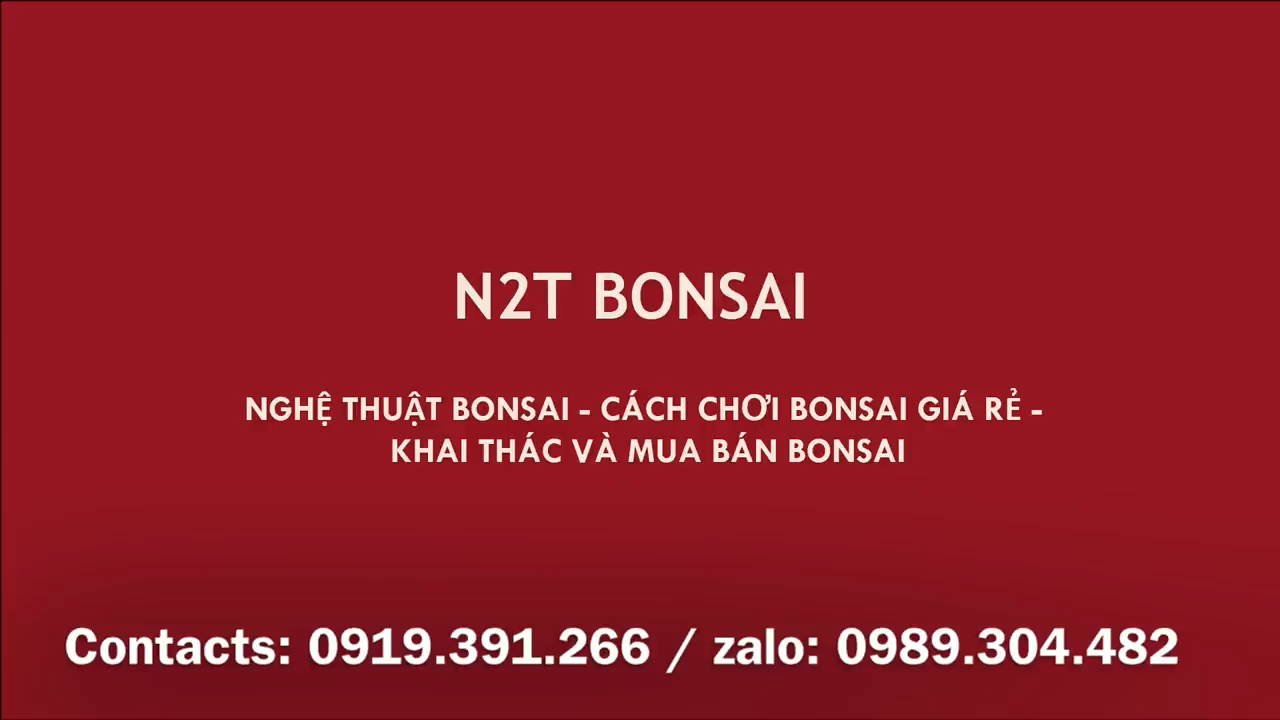 N2T BONSAI
NGHỆ THUẬT BONSAI - CÁCH CHƠI BONSAI GIÁ RẺ -
KHAI THÁC VÀ MUA BÁN BONSAI
Contacts: 0919.391.266 / zalo: 0989.304.482